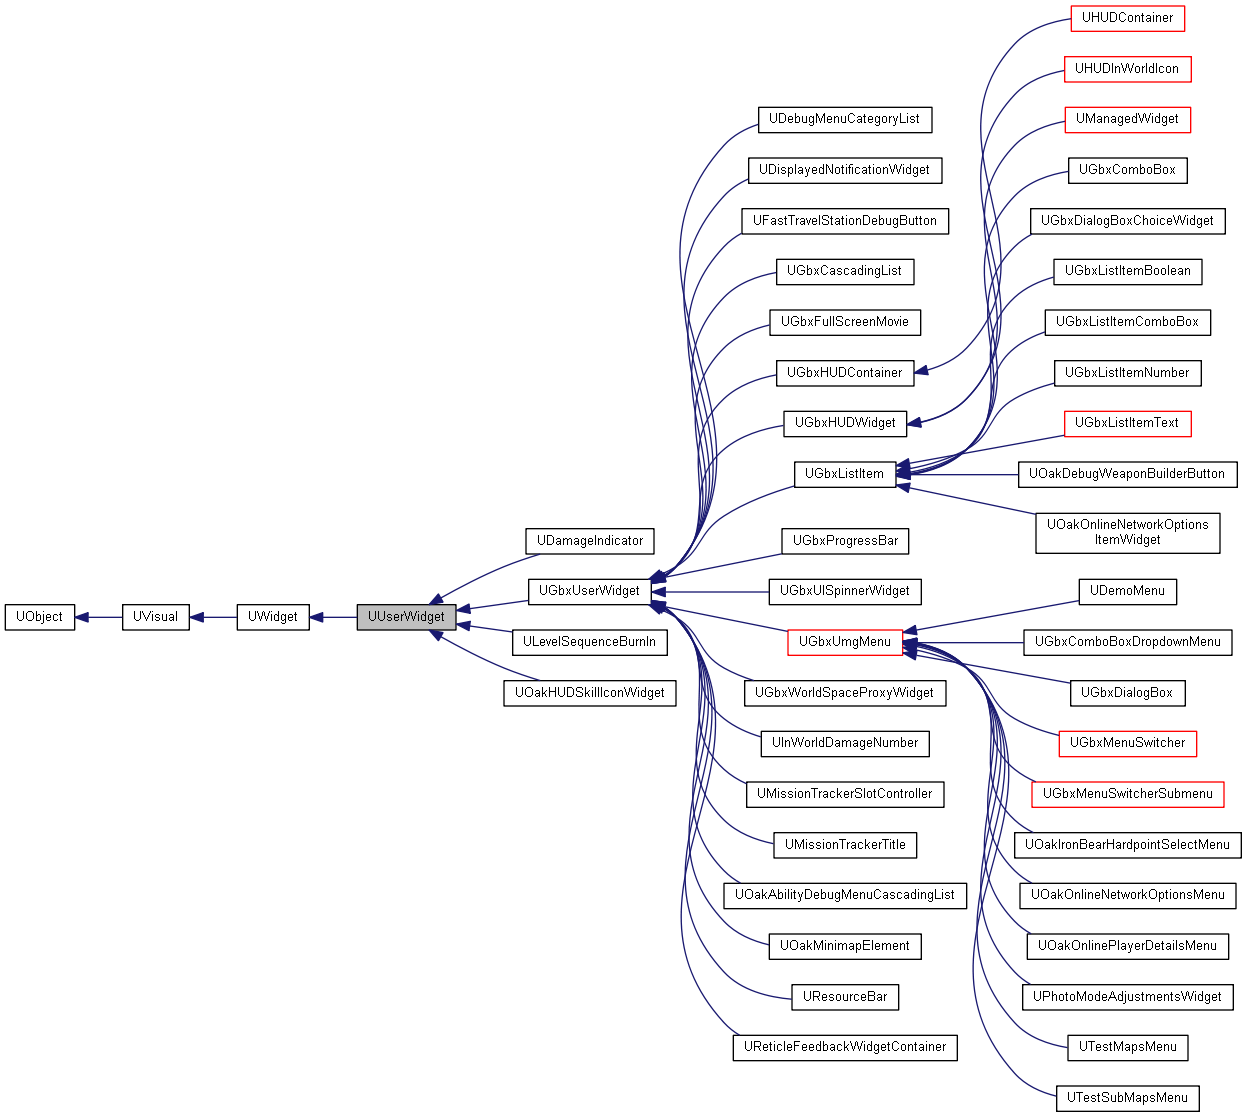 UObject
UVisual
UWidget
UUserWidget
UDamageIndicator
UGbxUserWidget
ULevelSequenceBurnIn
UOakHUDSkillIconWidget
UDebugMenuCategoryList
UDisplayedNotificationWidget
UFastTravelStationDebugButton
UGbxCascadingList
UGbxFullScreenMovie
UGbxHUDContainer
UGbxHUDWidget
UGbxListItem
UGbxProgressBar
UGbxUISpinnerWidget
UGbxUmgMenu
UGbxWorldSpaceProxyWidget
UInWorldDamageNumber
UMissionTrackerSlotController
UMissionTrackerTitle
UOakAbilityDebugMenuCascadingList
UOakMinimapElement
UResourceBar
UReticleFeedbackWidgetContainer
UHUDContainer
UHUDInWorldIcon
UManagedWidget
UGbxComboBox
UGbxDialogBoxChoiceWidget
UGbxListItemBoolean
UGbxListItemComboBox
UGbxListItemNumber
UGbxListItemText
UOakDebugWeaponBuilderButton
UOakOnlineNetworkOptions
ItemWidget
UDemoMenu
UGbxComboBoxDropdownMenu
UGbxDialogBox
UGbxMenuSwitcher
UGbxMenuSwitcherSubmenu
UOakIronBearHardpointSelectMenu
UOakOnlineNetworkOptionsMenu
UOakOnlinePlayerDetailsMenu
UPhotoModeAdjustmentsWidget
UTestMapsMenu
UTestSubMapsMenu